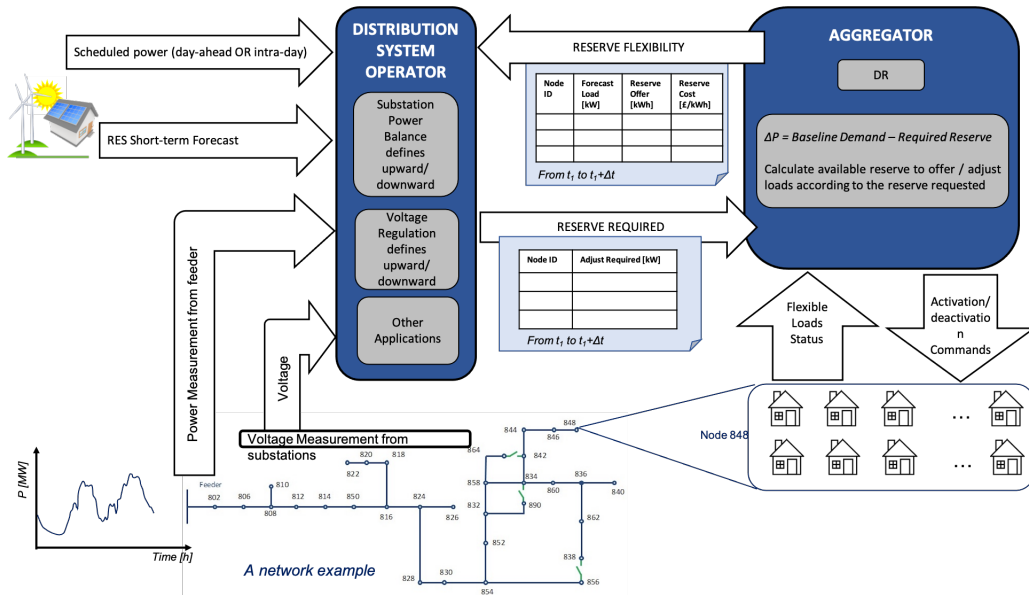 DISTRIBUTION
SYSTEM
OPERATOR
Scheduled power (day-ahead OR intra-day)
RES Short-term Forecast
Substation
Power
Balance
defines
upward/
downward
Voltage
Regulation
defines
upward/
downward
Other
Applications
RESERVE FLEXIBILITY
Node ID
Forecast Load [kW]
Reserve Offer [kWh]
Reserve Cost [£/kWh]
From t₁ to t₁+Δt
RESERVE REQUIRED
Node ID
Adjust Required [kW]
From t₁ to t₁+Δt
AGGREGATOR
DR
ΔP = Baseline Demand – Required Reserve
Calculate available reserve to offer / adjust
loads according to the reserve requested
Flexible
Loads
Status
Activation/
deactivatio
n
Commands
Power Measurement from feeder
Voltage
Voltage Measurement from
substations
Node 848
...
...
P [MW]
Time [h]
Feeder
802
806
808
810
812
814
850
816
818
820
822
824
826
828
830
854
852
832
858
864
834
842
844
846
848
890
860
836
840
862
838
856
A network example